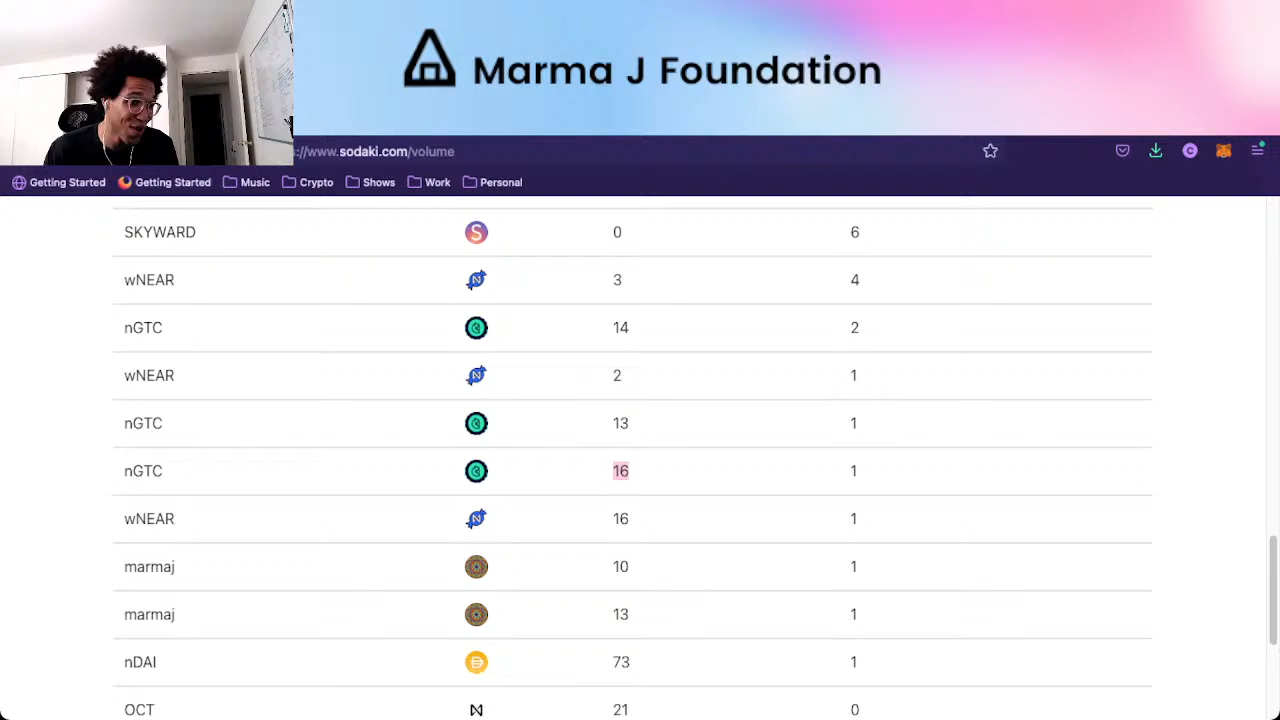 Marma J Foundation
://www.sodaki.com/volume
Getting Started Getting Started Music Crypto Shows Work Personal
SKYWARD 0 6
wNEAR 3 4
nGTC 14 2
wNEAR 2 1
nGTC 13 1
nGTC 16 1
wNEAR 16 1
marmaj 10 1
marmaj 13 1
nDAI 73 1
OCT 21 0